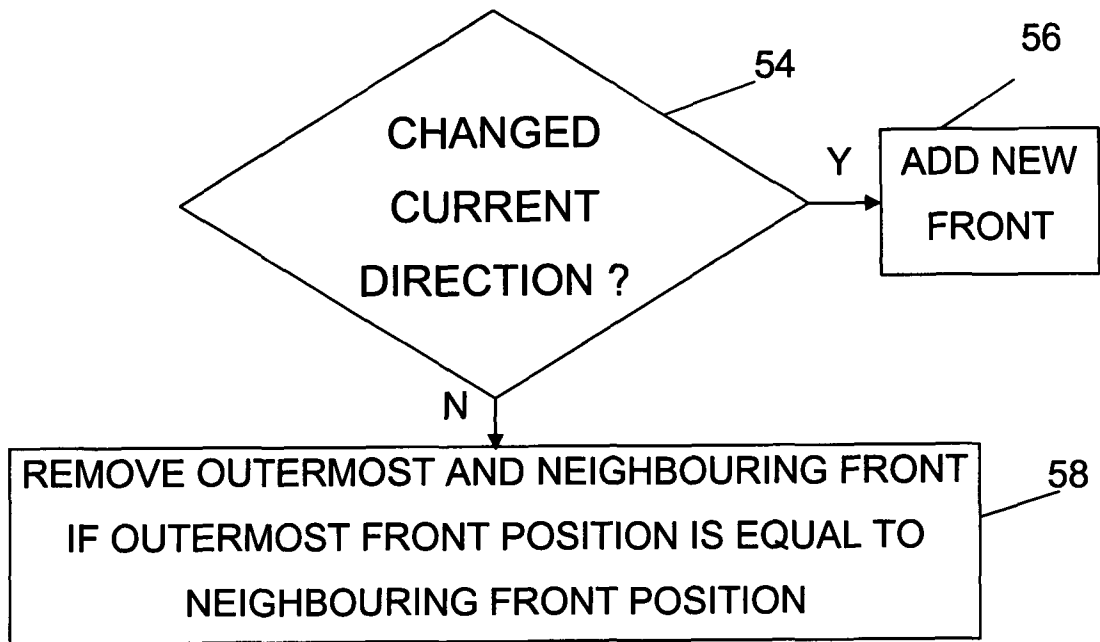 54
56
CHANGED
CURRENT
DIRECTION ?
Y
ADD NEW
FRONT
N
REMOVE OUTERMOST AND NEIGHBOURING FRONT
IF OUTERMOST FRONT POSITION IS EQUAL TO
NEIGHBOURING FRONT POSITION
58